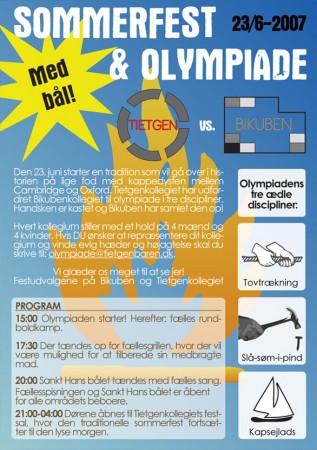 SOMMERFEST
23/6-2007
& OLYMPIADE
Med
bål!
TIETGEN
vs.
BIKUBEN
Den 23. juni starter en tradition som vil gå over i his-
torien på lige fod med kappedysten mellem
Cambridge og Oxford. Tietgenkollegiet har udfor-
dret Bikubenkollegiet til olympiade i tre discipliner.
Handsken er kastet og Bikuben har samlet den op!
Hvert kollegium stiller med et hold på 4 mænd og
4 kvinder. Hvis DU ønsker at repræsentere dit kolle-
gium og vinde evig hæder og højagtelse skal du
skrive til: olympiade@tietgenbaren.dk.
Vi glæder os meget til at se jer!
Festudvalgene på Bikuben og Tietgenkollegiet
Olympiadens
tre ædle
discipliner:
Tovtrækning
Slå-søm-i-pind
Kapsejlads
PROGRAM
15:00 Olympiaden starter! Herefter: fælles rund-
boldkamp.
17:30 Der tændes op for fællesgrillen, hvor der vil
være mulighed for at tilberede sin medbragte
mad.
20:00 Sankt Hans bålet tændes med fælles sang.
Fællesspisningen og Sankt Hans bålet er åbent
for alle områdets beboere.
21:00-04:00 Dørene åbnes til Tietgenkollegiets fest-
sal, hvor den traditionelle sommerfest fortsæt-
ter til den lyse morgen.